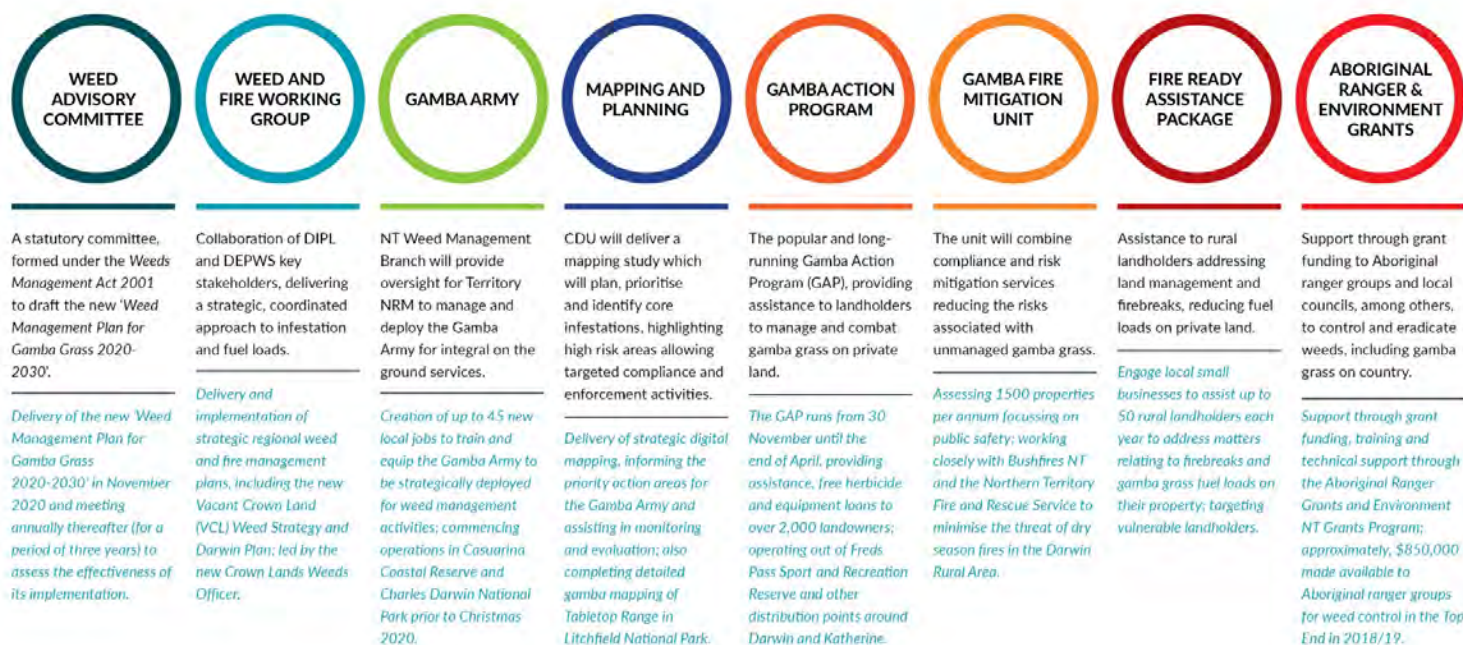 WEED
ADVISORY
COMMITTEE
A statutory committee,
formed under the Weeds
Management Act 2001
to draft the new ‘Weed
Management Plan for
Gamba Grass 2020-
2030’.
Delivery of the new ‘Weed
Management Plan for
Gamba Grass
2020-2030’ in November
2020 and meeting
annually thereafter (for a
period of three years) to
assess the effectiveness of
its implementation.
WEED AND
FIRE WORKING
GROUP
Collaboration of DIPL
and DEPWS key
stakeholders, delivering
a strategic, coordinated
approach to infestation
and fuel loads.
Delivery and
implementation of
strategic regional weed
and fire management
plans, including the new
Vacant Crown Land
(VCL) Weed Strategy and
Darwin Plan; led by the
new Crown Lands Weeds
Officer.
GAMBA ARMY
NT Weed Management
Branch will provide
oversight for Territory
NRM to manage and
deploy the Gamba
Army for integral on the
ground services.
Creation of up to 45 new
local jobs to train and
equip the Gamba Army to
be strategically deployed
for weed management
activities; commencing
operations in Casuarina
Coastal Reserve and
Charles Darwin National
Park prior to Christmas
2020.
MAPPING AND
PLANNING
CDU will deliver a
mapping study which
will plan, prioritise
and identify core
infestations, highlighting
high risk areas allowing
targeted compliance and
enforcement activities.
Delivery of strategic digital
mapping, informing the
priority action areas for
the Gamba Army and
assisting in monitoring
and evaluation; also
completing detailed
gamba mapping of
Tabletop Range in
Litchfield National Park.
GAMBA ACTION
PROGRAM
The popular and long-
running Gamba Action
Program (GAP), providing
assistance to landholders
to manage and combat
gamba grass on private
land.
The GAP runs from 30
November until the
end of April, providing
assistance, free herbicide
and equipment loans to
over 2,000 landowners;
operating out of Freds
Pass Sport and Recreation
Reserve and other
distribution points around
Darwin and Katherine.
GAMBA FIRE
MITIGATION
UNIT
The unit will combine
compliance and risk
mitigation services
reducing the risks
associated with
unmanaged gamba grass.
Assessing 1500 properties
per annum focussing on
public safety; working
closely with Bushfires NT
and the Northern Territory
Fire and Rescue Service to
minimise the threat of dry
season fires in the Darwin
Rural Area.
FIRE READY
ASSISTANCE
PACKAGE
Assistance to rural
landholders addressing
land management and
firebreaks, reducing fuel
loads on private land.
Engage local small
businesses to assist up to
50 rural landholders each
year to address matters
relating to firebreaks and
gamba grass fuel loads on
their property; targeting
vulnerable landholders.
ABORIGINAL
RANGER &
ENVIRONMENT
GRANTS
Support through grant
funding to Aboriginal
ranger groups and local
councils, among others,
to control and eradicate
weeds, including gamba
grass on country.
Support through grant
funding, training and
technical support through
the Aboriginal Ranger
Grants and Environment
NT Grants Program;
approximately, $850,000
made available to
Aboriginal ranger groups
for weed control in the Top
End in 2018/19.